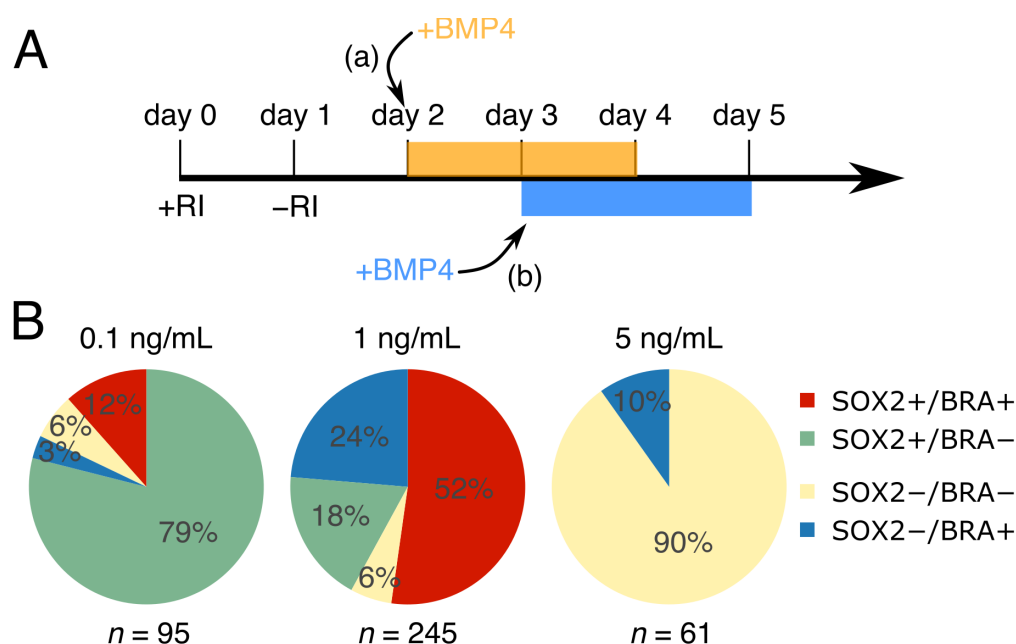 A
+BMP4
(a)
day 0 day 1 day 2 day 3 day 4 day 5
+RI −RI
+BMP4
(b)
B
0.1 ng/mL 1 ng/mL 5 ng/mL
12%
6%
3%
79%
24%
52%
18%
6%
10%
90%
SOX2+/BRA+
SOX2+/BRA−
SOX2−/BRA−
SOX2−/BRA+
n = 95 n = 245 n = 61